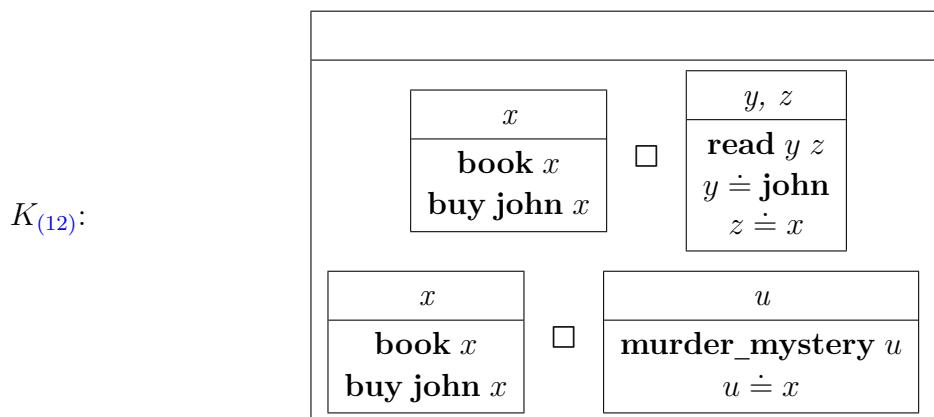 x
book x
buy john x
□
y, z
read y z
y ≐ john
z ≐ x
K(12):
x
book x
buy john x
□
u
murder_mystery u
u ≐ x